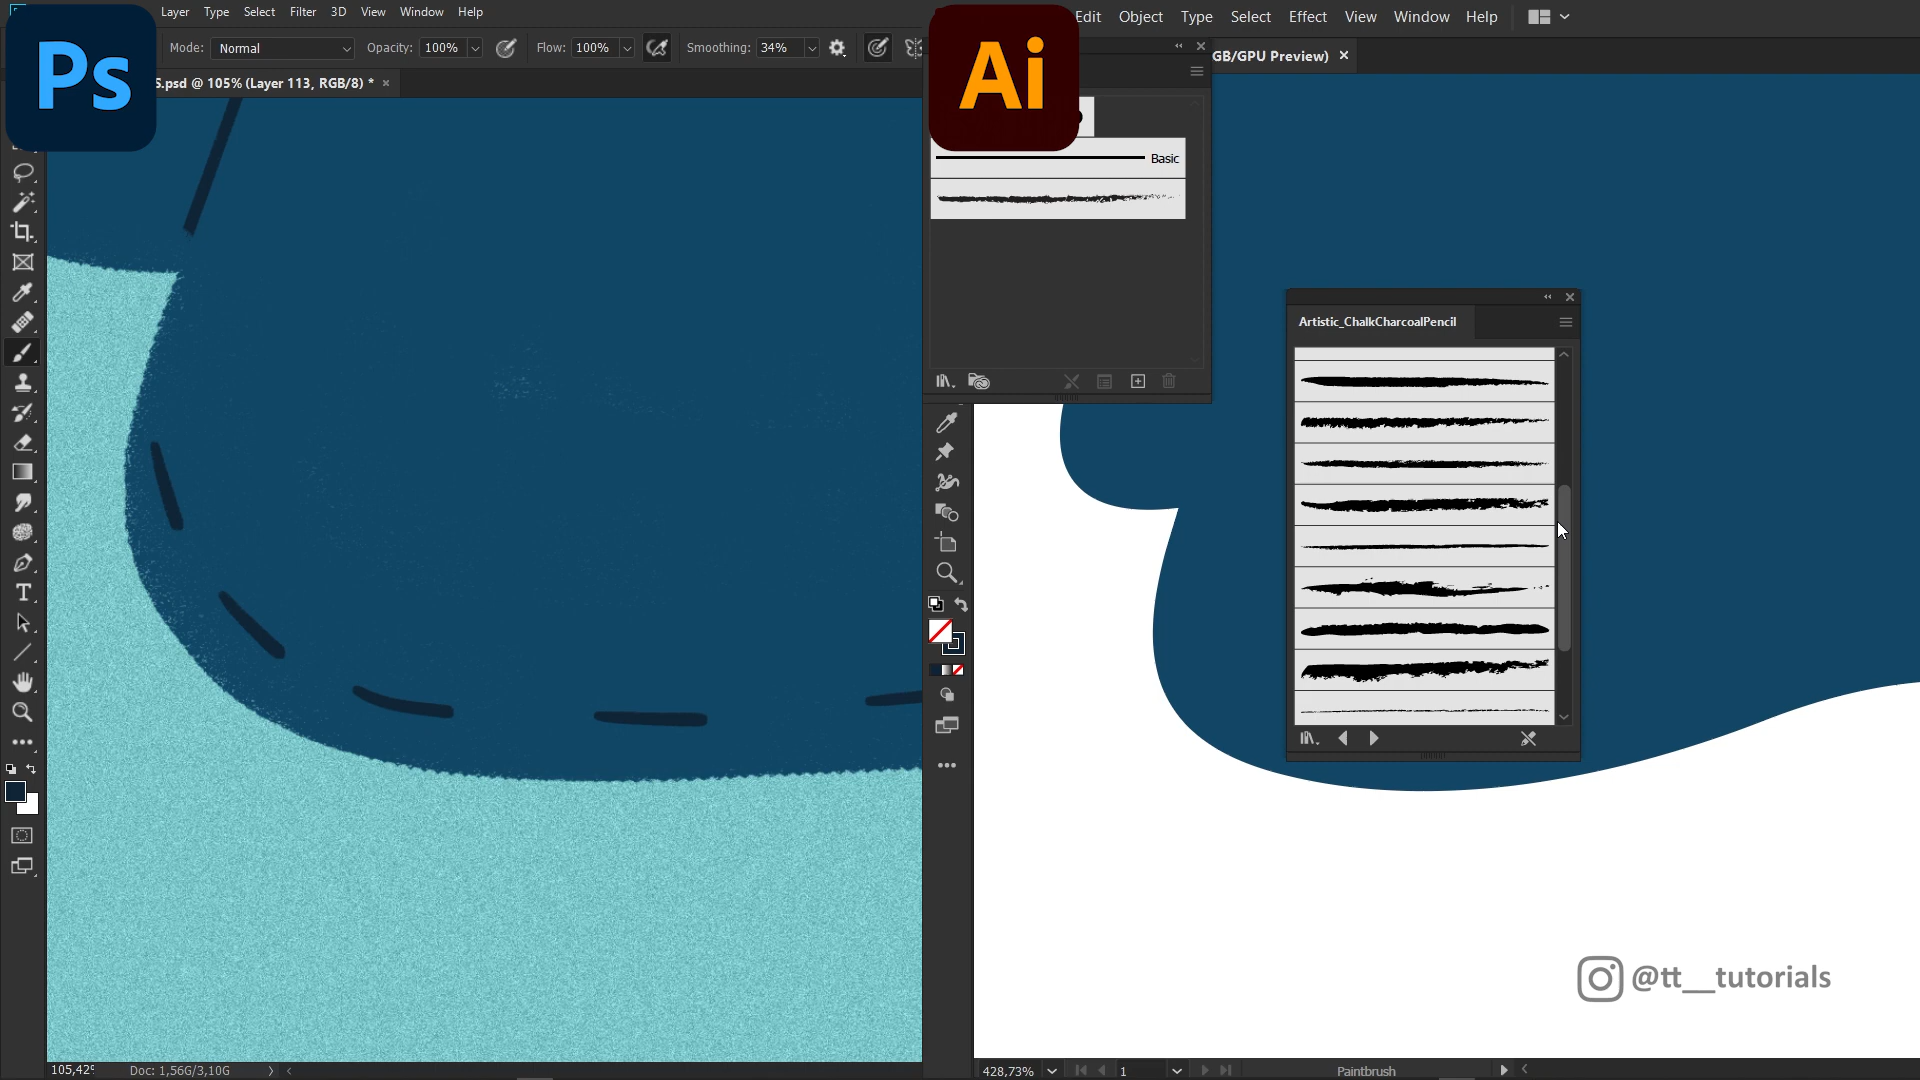 Ps
Layer Type Select Filter 3D View Window Help
Mode: Normal Opacity: 100% Flow: 100% Smoothing: 34%
S.psd @ 105% (Layer 113, RGB/8) * ×
T
105,42%
Doc: 1,56G/3,10G
Ai
Edit Object Type Select Effect View Window Help
GB/GPU Preview) ×
Basic
Artistic_ChalkCharcoalPencil
@tt__tutorials
428,73%
1
Paintbrush